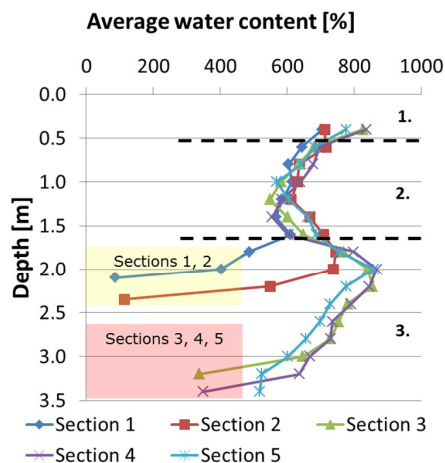 Average water content [%]
0 200 400 600 800 1000
0.0
0.5
1.0
1.5
2.0
2.5
3.0
3.5
Depth [m]
1.
2.
3.
Sections 1, 2
Sections 3, 4, 5
Section 1 Section 2 Section 3
Section 4 Section 5